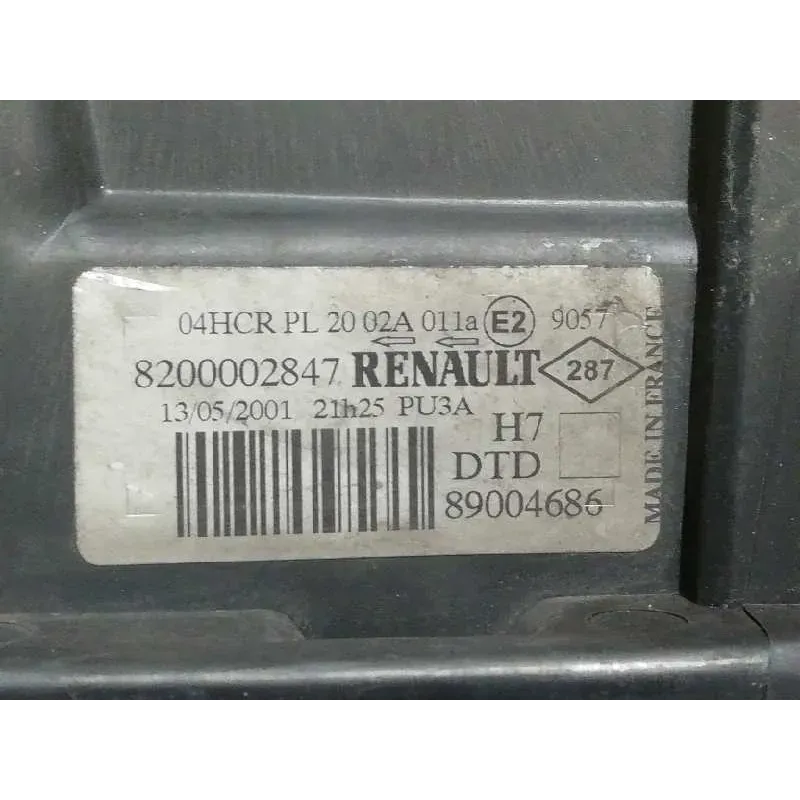 04HCR PL 20 02A 011a E2 9057
8200002847 RENAULT 287
13/05/2001 21h25 PU3A
H7
DTD
89004686
MADE IN FRANCE